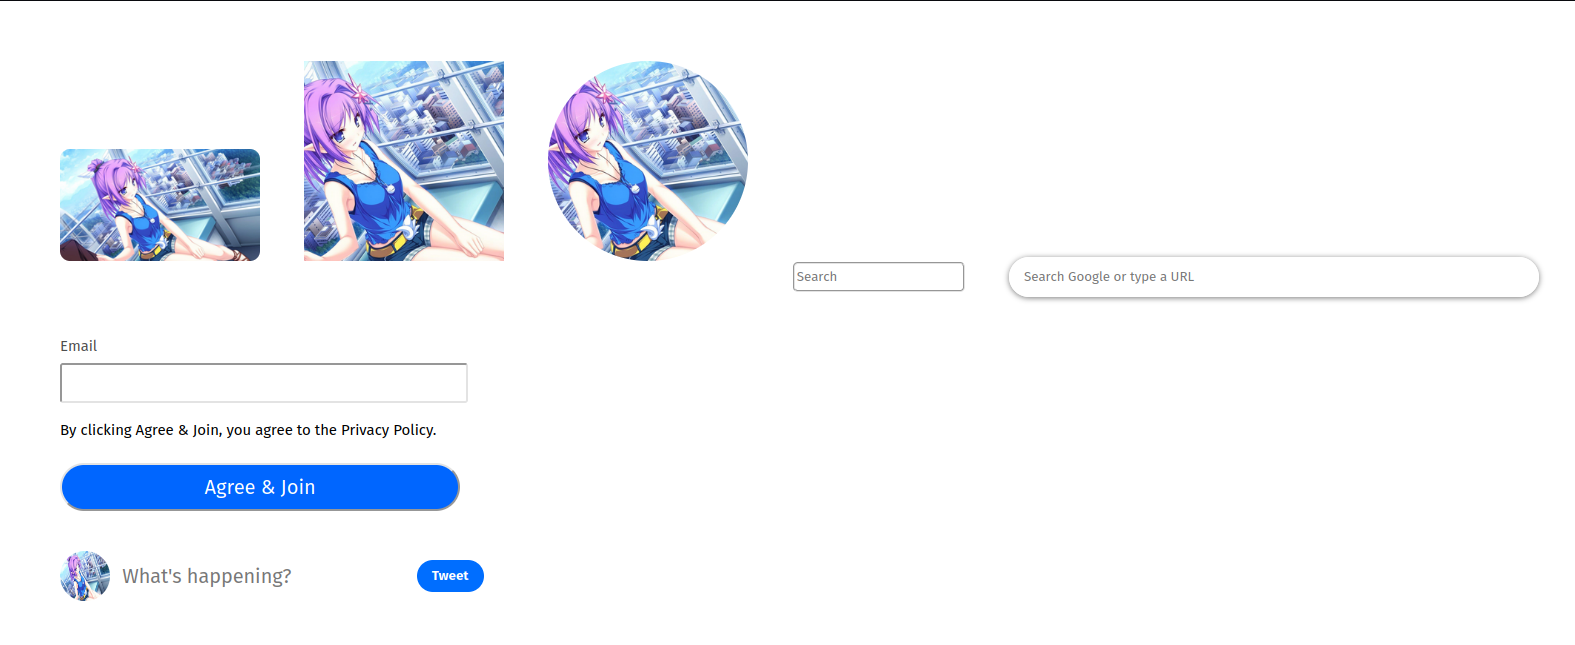 Search
Search Google or type a URL
Email
By clicking Agree & Join, you agree to the Privacy Policy.
Agree & Join
What's happening?
Tweet